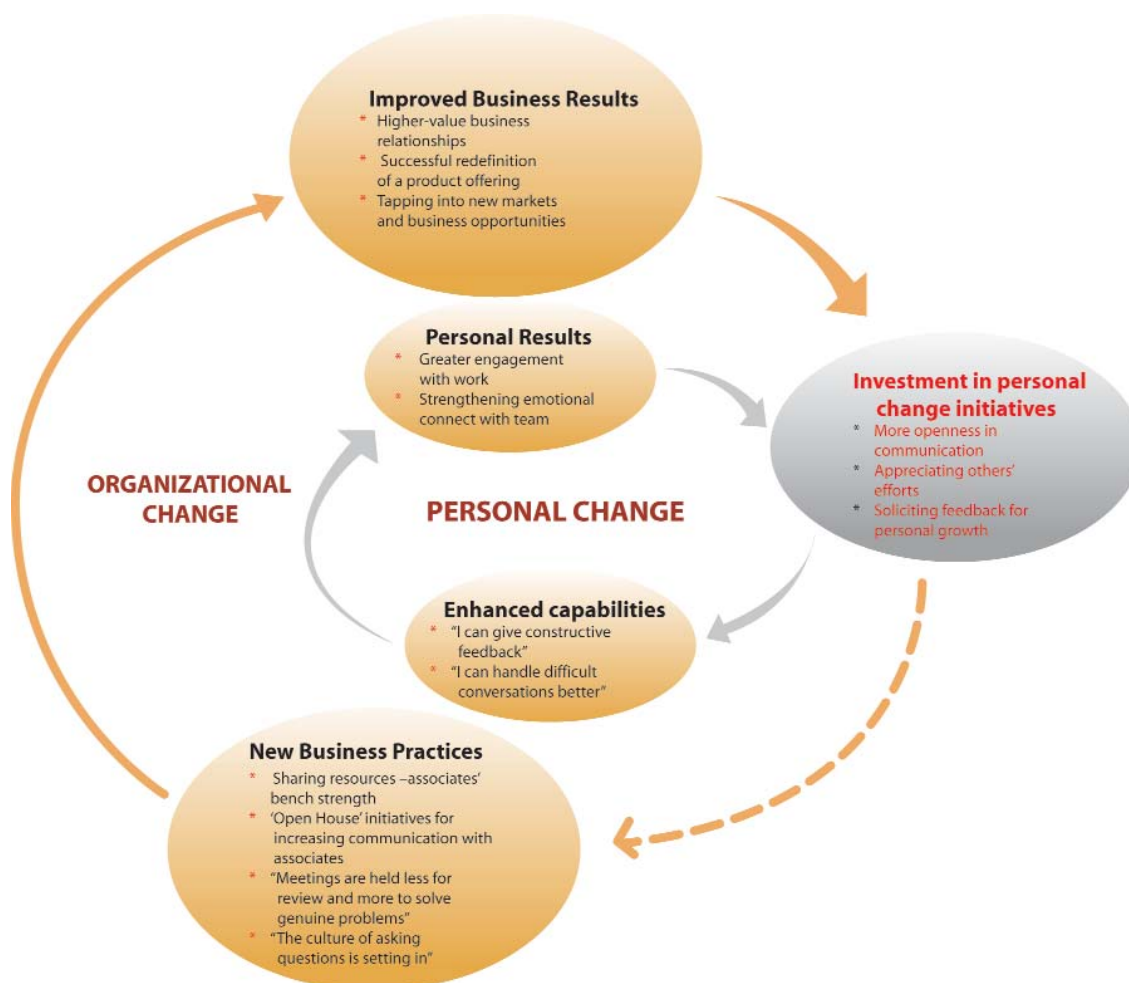 Improved Business Results
* Higher-value business
relationships
* Successful redefinition
of a product offering
* Tapping into new markets
and business opportunities
Personal Results
* Greater engagement
with work
* Strengthening emotional
connect with team
Investment in personal
change initiatives
* More openness in
communication
* Appreciating others’
efforts
* Soliciting feedback for
personal growth
ORGANIZATIONAL
CHANGE
PERSONAL CHANGE
Enhanced capabilities
* “I can give constructive
feedback”
* “I can handle difficult
conversations better”
New Business Practices
* Sharing resources –associates’
bench strength
* ‘Open House’ initiatives for
increasing communication with
associates
* “Meetings are held less for
review and more to solve
genuine problems”
* “The culture of asking
questions is setting in”